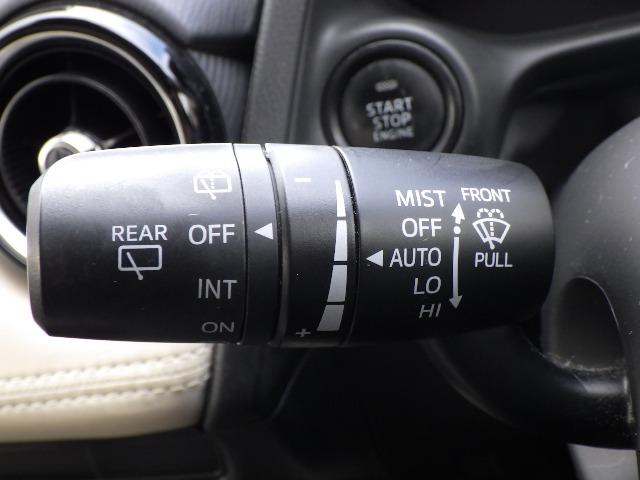 START
STOP
ENGINE
REAR
OFF
INT
ON
-
+
MIST
OFF
AUTO
LO
HI
FRONT
PULL